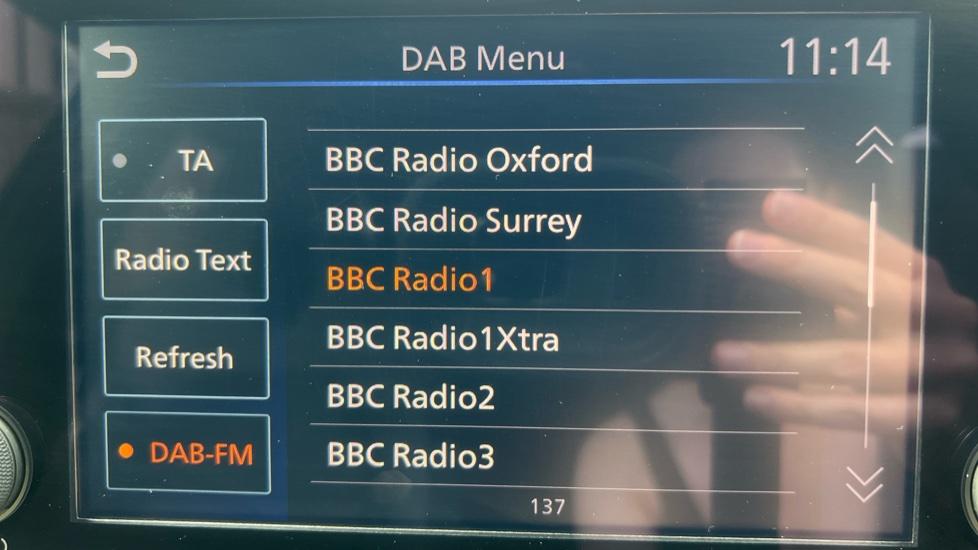 DAB Menu
11:14
TA
Radio Text
Refresh
DAB-FM
BBC Radio Oxford
BBC Radio Surrey
BBC Radio1
BBC Radio1Xtra
BBC Radio2
BBC Radio3
137